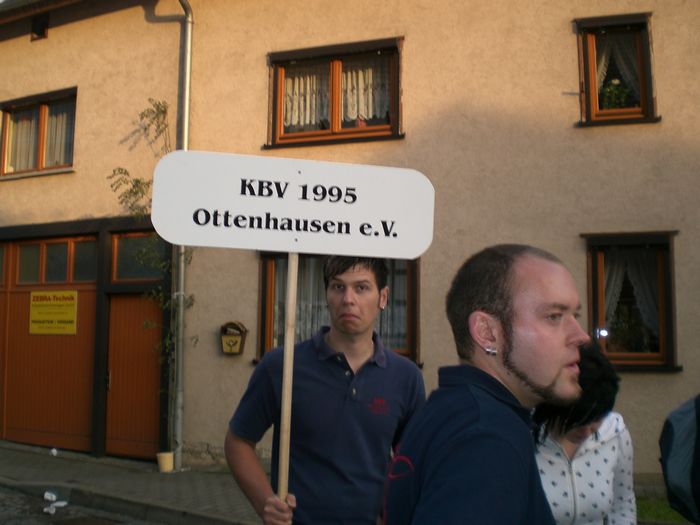 KBV 1995
Ottenhausen e.V.
ZEBRA-Technik